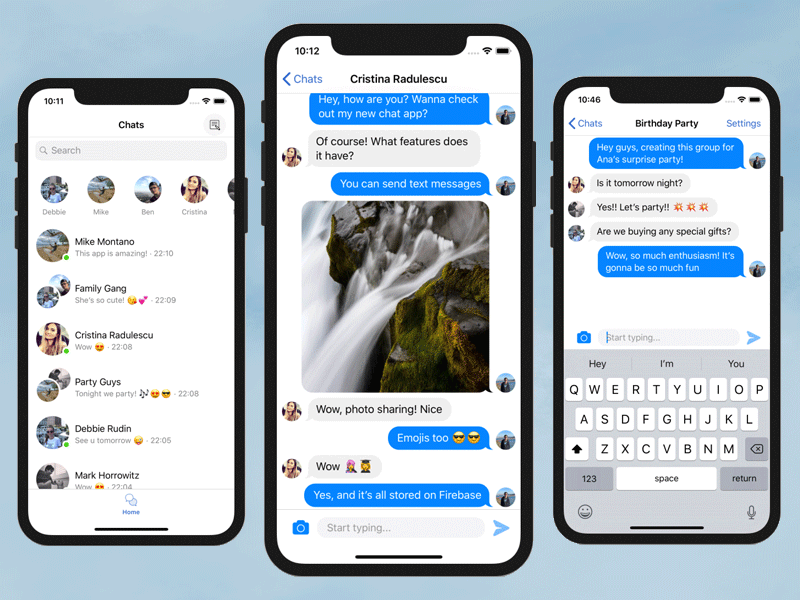 10:11
Chats
Search
Debbie
Mike
Ben
Cristina
Mike Montano
This app is amazing! · 22:10
Family Gang
She's so cute! 😘💕 · 22:09
Cristina Radulescu
Wow 😍 · 22:08
Party Guys
Tonight we party! 🎶😍😎 · 22:08
Debbie Rudin
See u tomorrow 😜 · 22:05
Mark Horrowitz
Wow 😍 · 22:04
Home
10:12
Chats
Cristina Radulescu
Hey, how are you? Wanna check
out my new chat app?
Of course! What features does
it have?
You can send text messages
Wow, photo sharing! Nice
Emojis too 😎😎
Wow 👩‍🎤👨‍🎓
Yes, and it's all stored on Firebase
Start typing...
10:46
Chats
Birthday Party
Settings
Hey guys, creating this group for
Ana's surprise party!
Is it tomorrow night?
Yes!! Let's party!! 💥 💥 💥
Are we buying any special gifts?
Wow, so much enthusiasm! It's
gonna be so much fun
Start typing...
Hey I'm You
Q W E R T Y U I O P
A S D F G H J K L
Z X C V B N M
123 space return